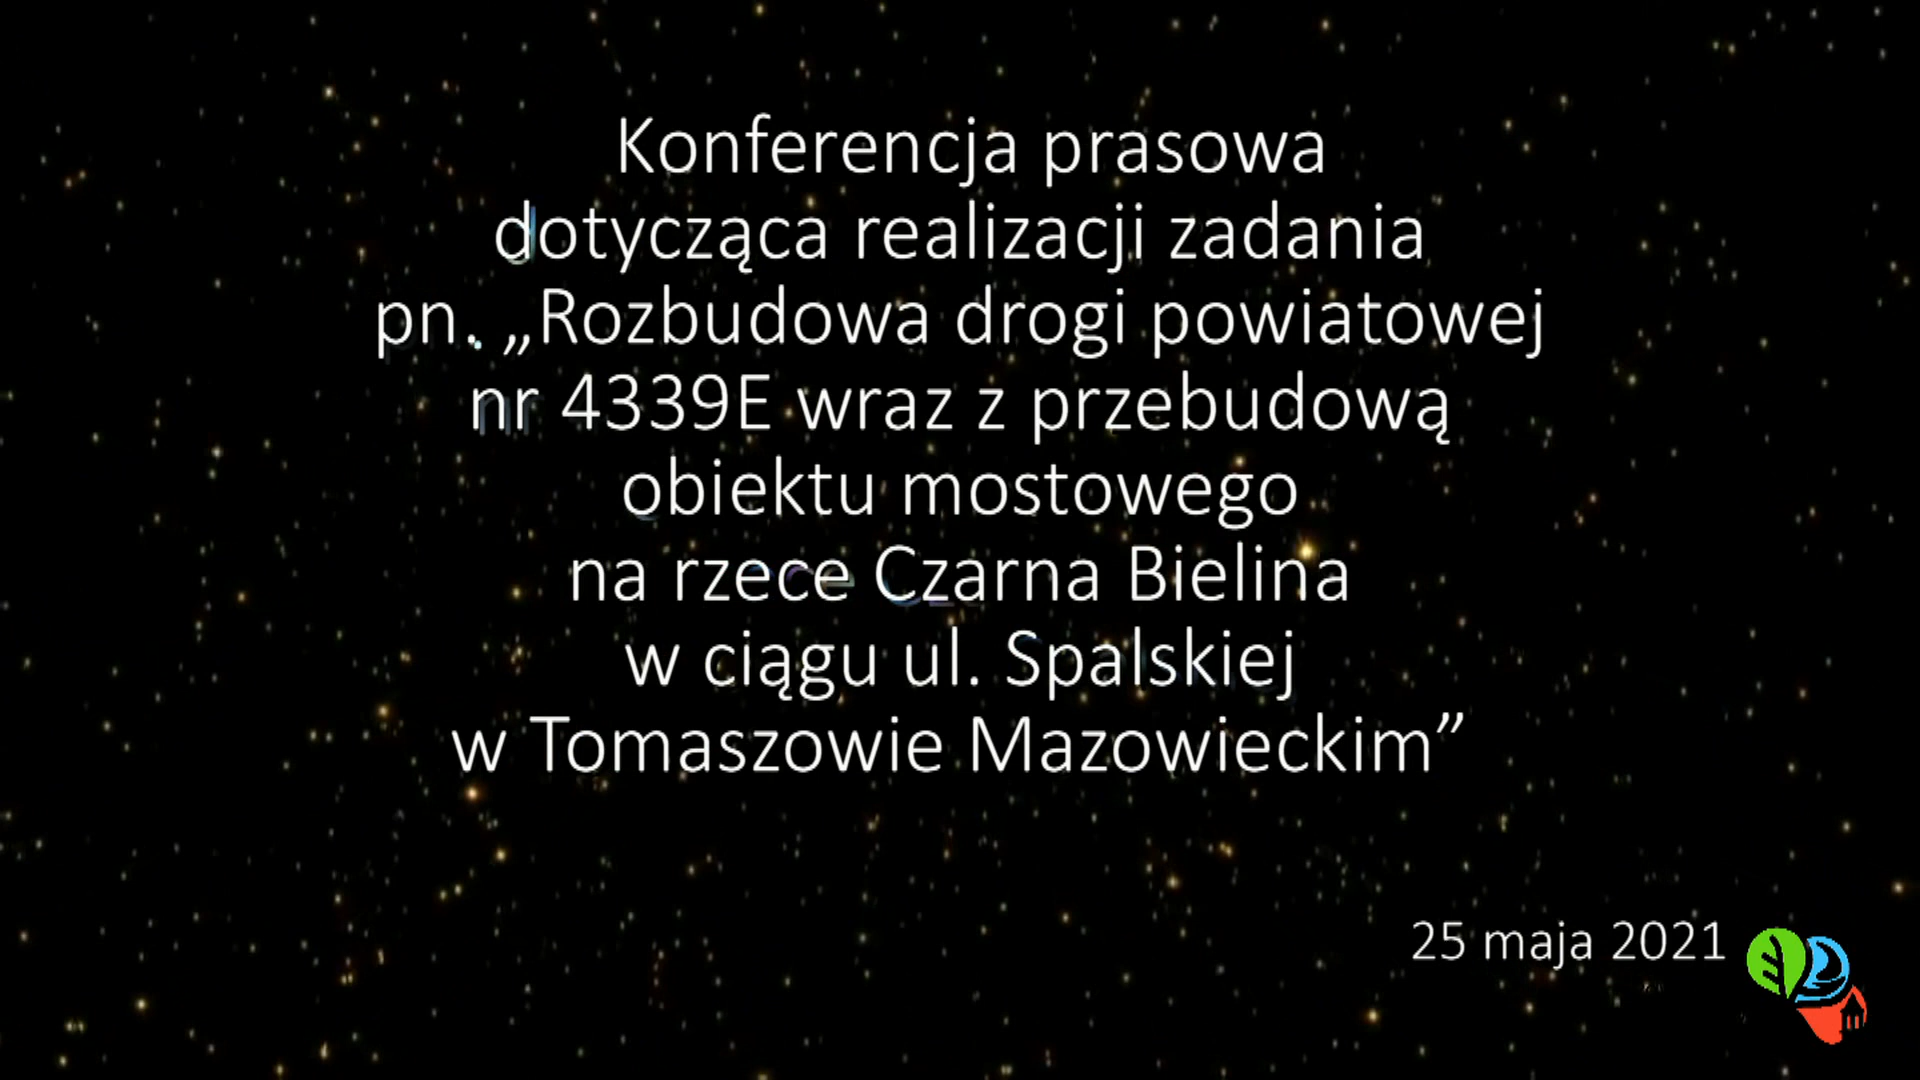 Konferencja prasowa
dotycząca realizacji zadania
pn. „Rozbudowa drogi powiatowej
nr 4339E wraz z przebudową
obiektu mostowego
na rzece Czarna Bielina
w ciągu ul. Spalskiej
w Tomaszowie Mazowieckim”
25 maja 2021